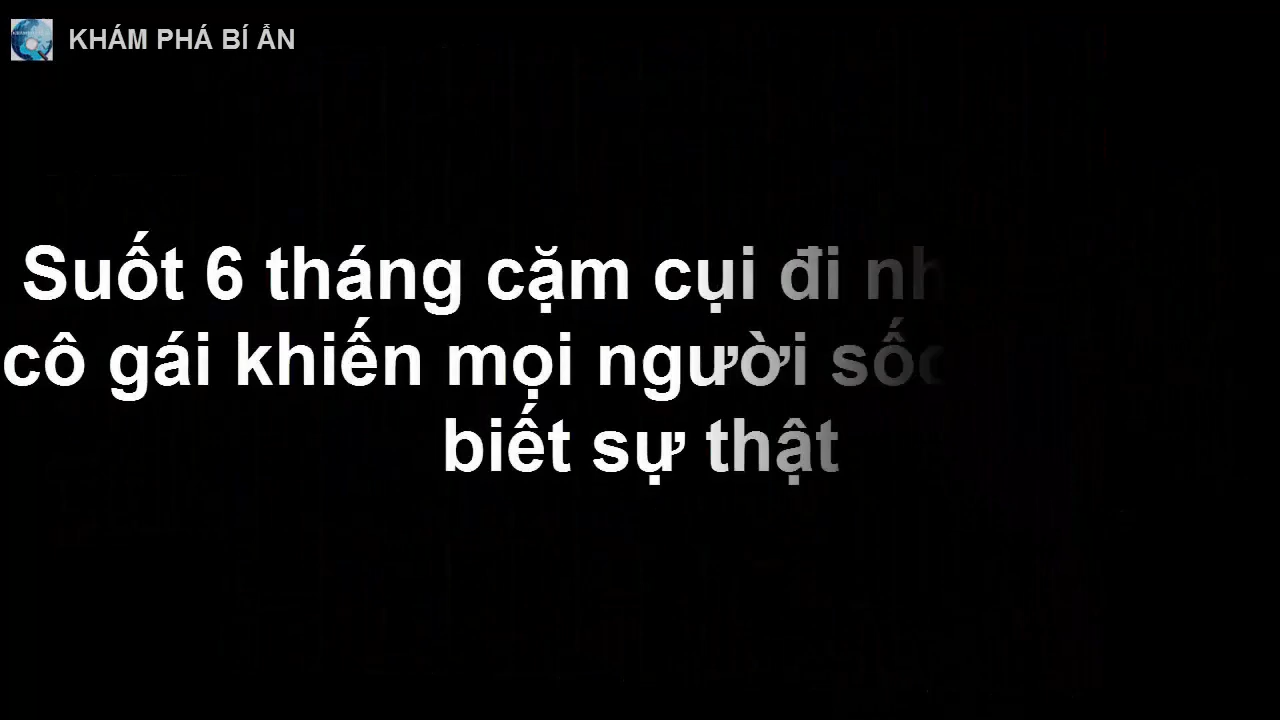 KHÁM PHÁ BÍ ẨN
Suốt 6 tháng cặm cụi đi
cô gái khiến mọi người
biết sự thật